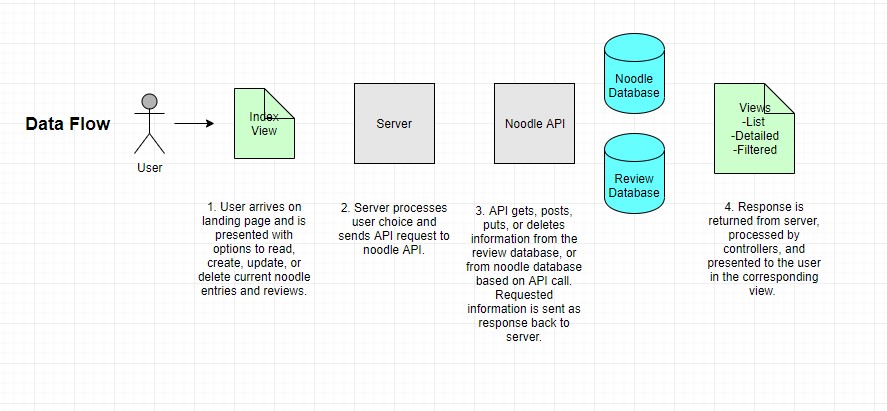 Data Flow
User
Index
View
Server
Noodle API
Noodle
Database
Review
Database
Views
-List
-Detailed
-Filtered
1. User arrives on
landing page and is
presented with
options to read,
create, update, or
delete current noodle
entries and reviews.
2. Server processes
user choice and
sends API request to
noodle API.
3. API gets, posts,
puts, or deletes
information from the
review database, or
from noodle database
based on API call.
Requested
information is sent as
response back to
server.
4. Response is
returned from server,
processed by
controllers, and
presented to the user
in the corresponding
view.